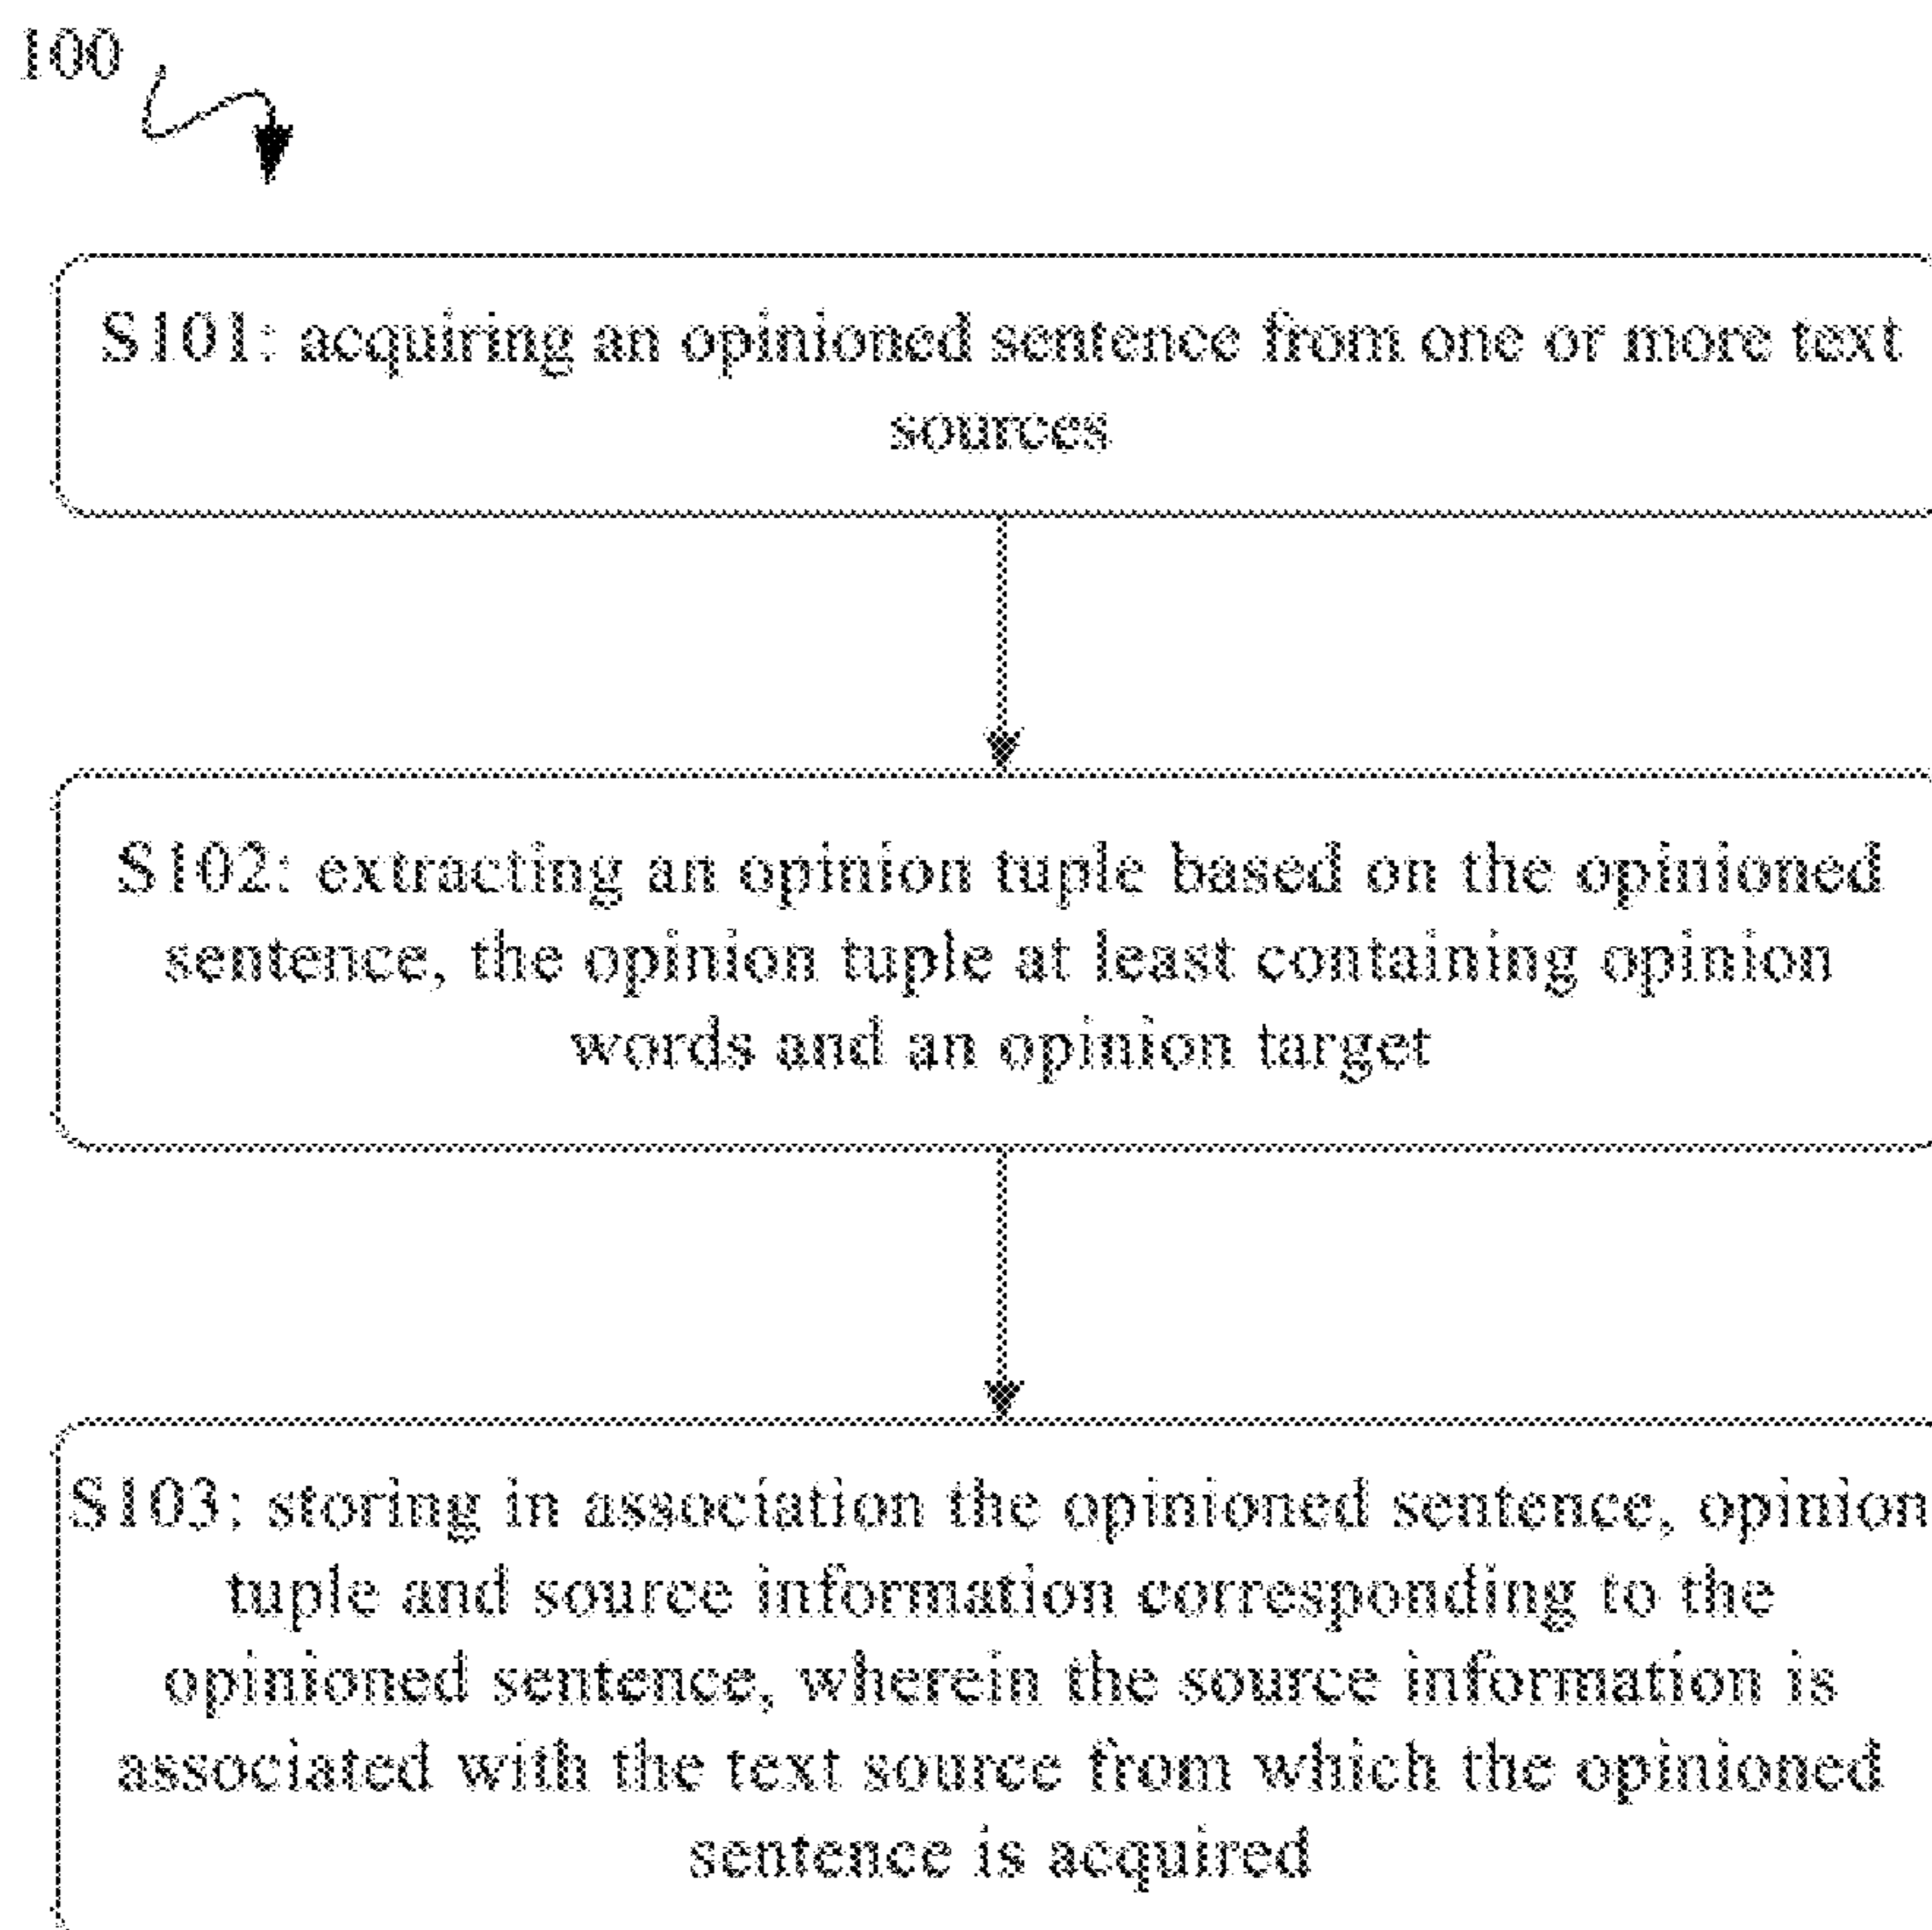 100
S101: acquiring an opinioned sentence from one or more text
sources
S102: extracting an opinion tuple based on the opinioned
sentence, the opinion tuple at least containing opinion
words and an opinion target
S103: storing in association the opinioned sentence, opinion
tuple and source information corresponding to the
opinioned sentence, wherein the source information is
associated with the text source from which the opinioned
sentence is acquired